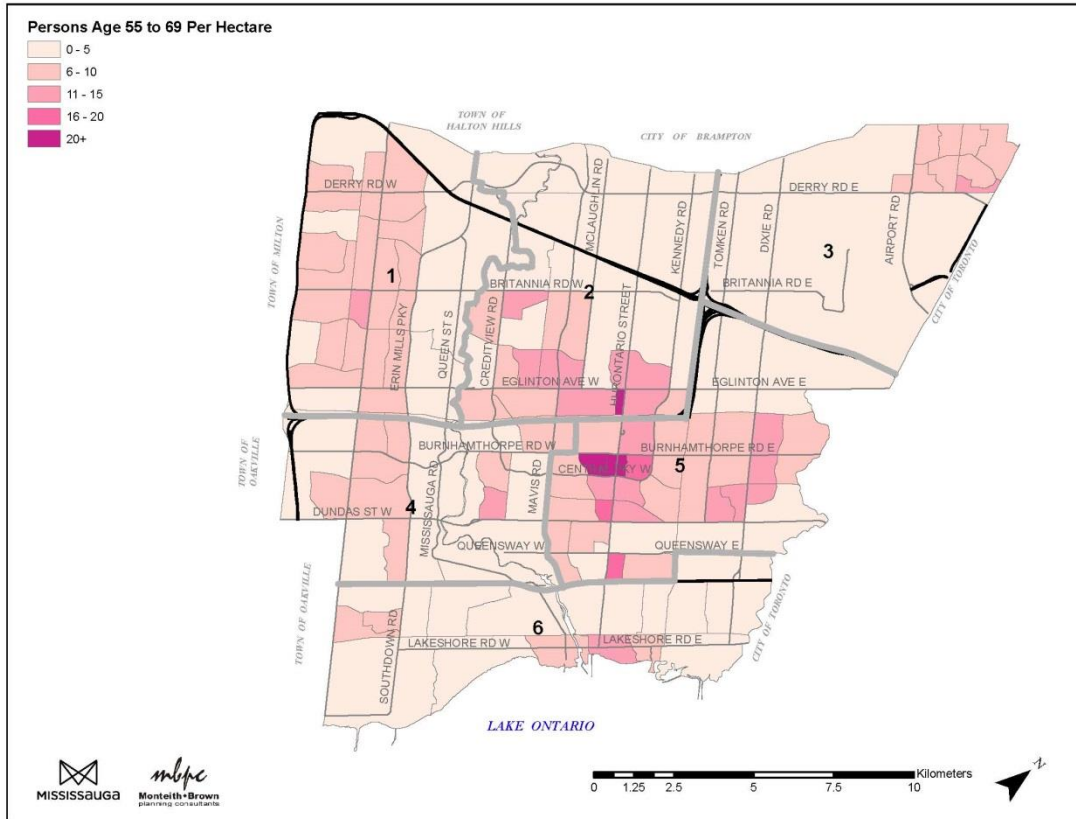 Persons Age 55 to 69 Per Hectare
0 - 5
6 - 10
11 - 15
16 - 20
20+
TOWN OF
HALTON HILLS
CITY OF BRAMPTON
DERRY RD W
DERRY RD E
MCLAUGHLIN RD
KENNEDY RD
TOMKEN RD
DIXIE RD
AIRPORT RD
3
TOWN OF MILTON
1
ERIN MILLS PKY
QUEEN ST S
CREDITVIEW RD
BRITANNIA RD W
2
HURONTARIO STREET
BRITANNIA RD E
CITY OF TORONTO
EGLINTON AVE W
EGLINTON AVE E
TOWN OF
OAKVILLE
BURNHAMTHORPE RD W
BURNHAMTHORPE RD E
CENTRAL PKY W
5
MISSISSAUGA RD
MAVIS RD
4
DUNDAS ST W
QUEENSWAY W
QUEENSWAY E
TOWN OF OAKVILLE
6
LAKESHORE RD W
LAKESHORE RD E
SOUTHDOWN RD
CITY OF TORONTO
LAKE ONTARIO
MISSISSAUGA
mbpc
Monteith•Brown
planning consultants
Kilometers
0 1.25 2.5 5 7.5 10
N